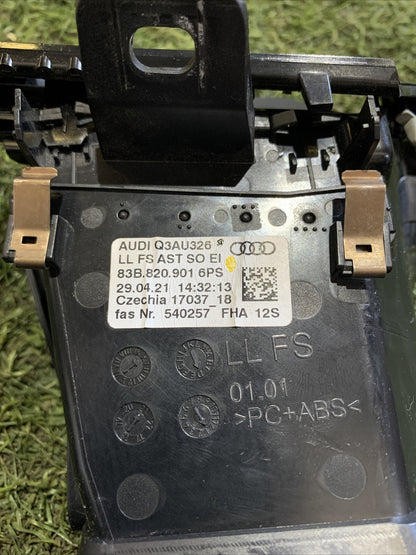 AUDI Q3AU326
LL FS AST SO EI
83B.820.901 6PS
29.04.21 14:32:13
Czechia 17037_18
fas Nr. 540257 FHA 12S
LL FS
01.01
>PC+ABS<